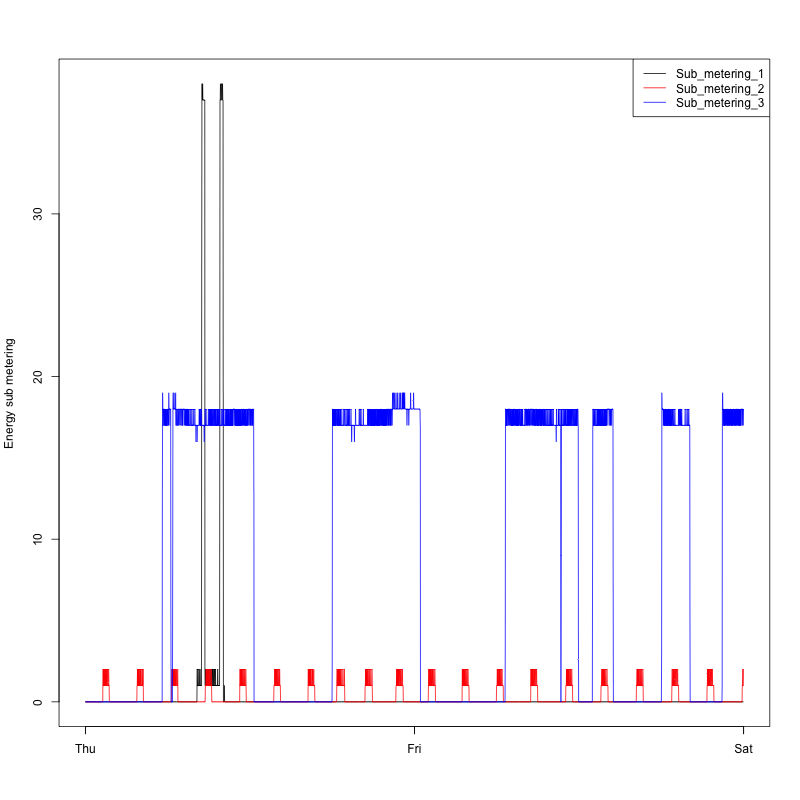 Sub_metering_1
Sub_metering_2
Sub_metering_3
Energy sub metering
30
20
10
0
Thu Fri Sat